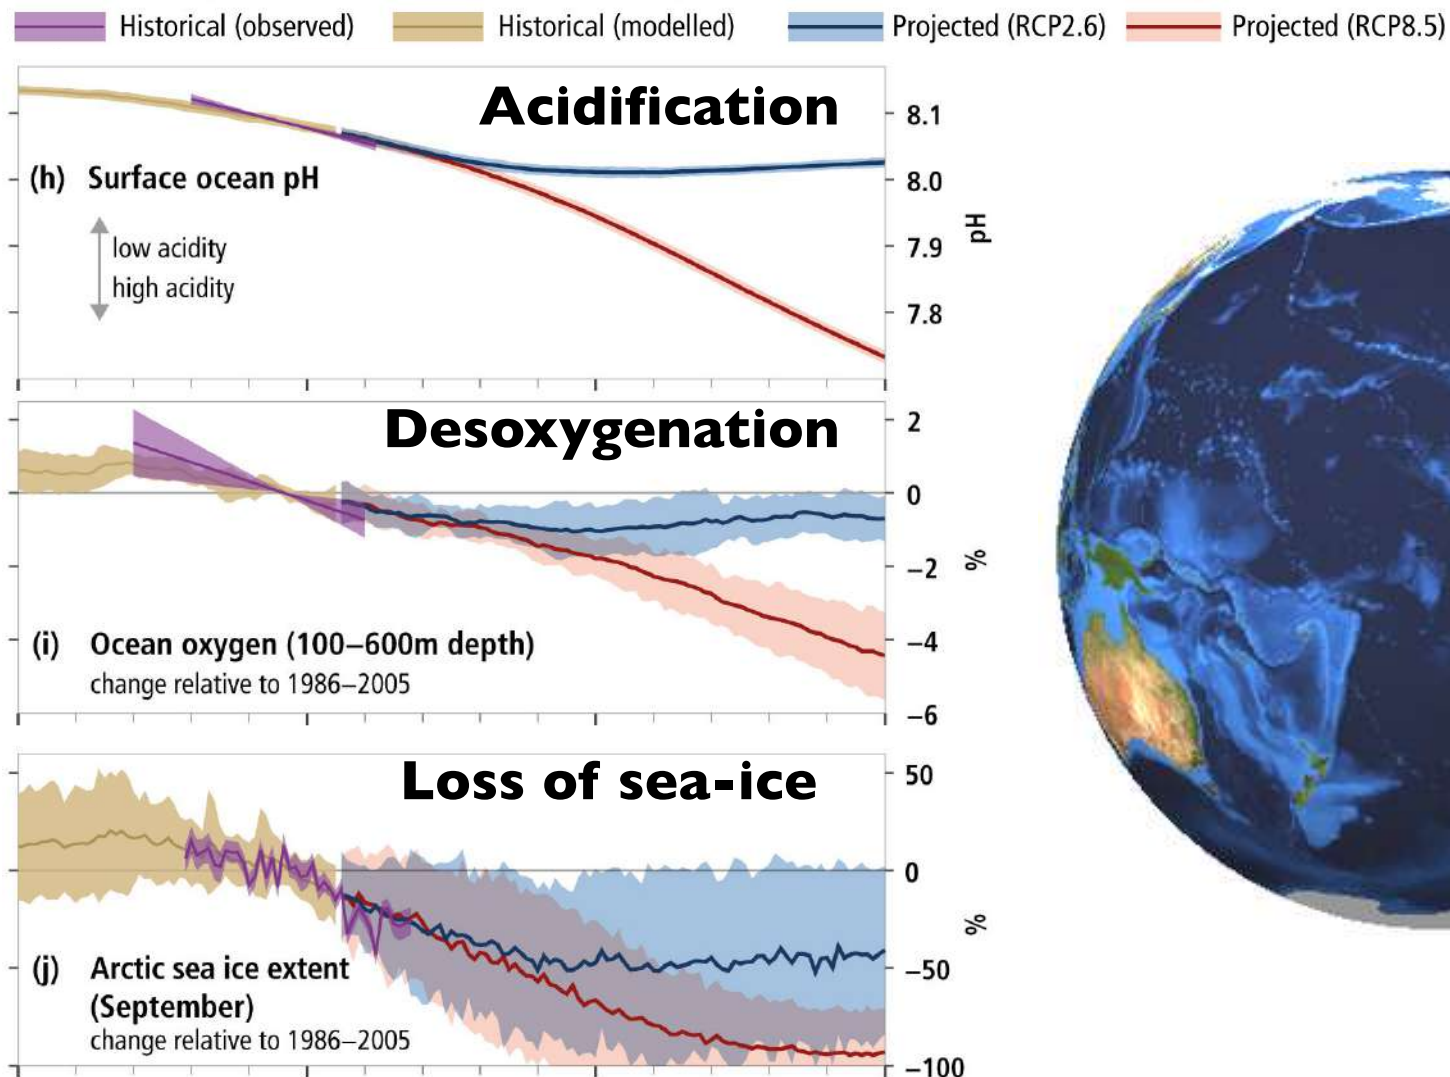 Historical (observed) Historical (modelled) Projected (RCP2.6) Projected (RCP8.5)
Acidification
8.1
(h) Surface ocean pH
8.0
low acidity
7.9
pH
high acidity
7.8
Desoxygenation
2
0
−2
%
(i) Ocean oxygen (100–600m depth)
−4
change relative to 1986–2005
−6
Loss of sea-ice
50
0
%
(j) Arctic sea ice extent
−50
(September)
change relative to 1986–2005
−100